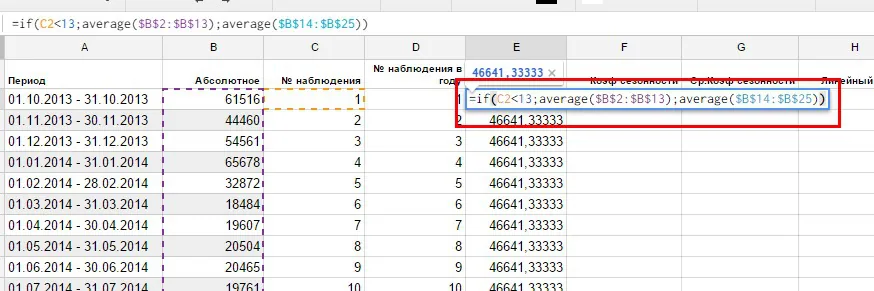 =if(C2<13;average($B$2:$B$13);average($B$14:$B$25))
A B C D E F G H
Период Абсолютное № наблюдения № наблюдения в году 46641,33333 × Коэф сезонности Ср.Коэф сезонности Линейный
01.10.2013 - 31.10.2013 61516 1 1 =if(C2<13;average($B$2:$B$13);average($B$14:$B$25))
01.11.2013 - 30.11.2013 44460 2 2 46641,33333
01.12.2013 - 31.12.2013 54561 3 3 46641,33333
01.01.2014 - 31.01.2014 65678 4 4 46641,33333
01.02.2014 - 28.02.2014 32872 5 5 46641,33333
01.03.2014 - 31.03.2014 18484 6 6 46641,33333
01.04.2014 - 30.04.2014 19607 7 7 46641,33333
01.05.2014 - 31.05.2014 20504 8 8 46641,33333
01.06.2014 - 30.06.2014 20465 9 9 46641,33333
01.07.2014 - 31.07.2014 19761 10 10 46641,33333